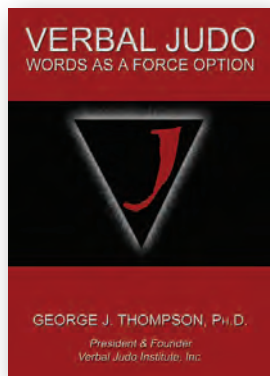 VERBAL JUDO
WORDS AS A FORCE OPTION
J
GEORGE J. THOMPSON, PH.D.
President & Founder
Verbal Judo Institute, Inc.